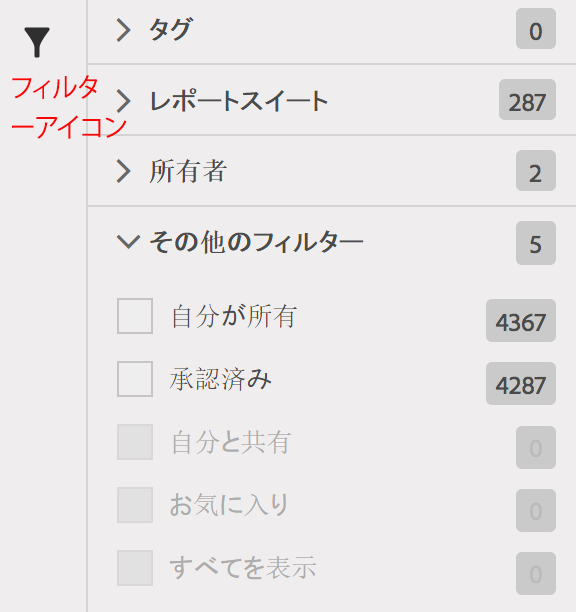 タグ 0
フィルタ
ーアイコン
レポートスイート 287
所有者 2
その他のフィルター 5
自分が所有 4367
承認済み 4287
自分と共有 0
お気に入り 0
すべてを表示 0